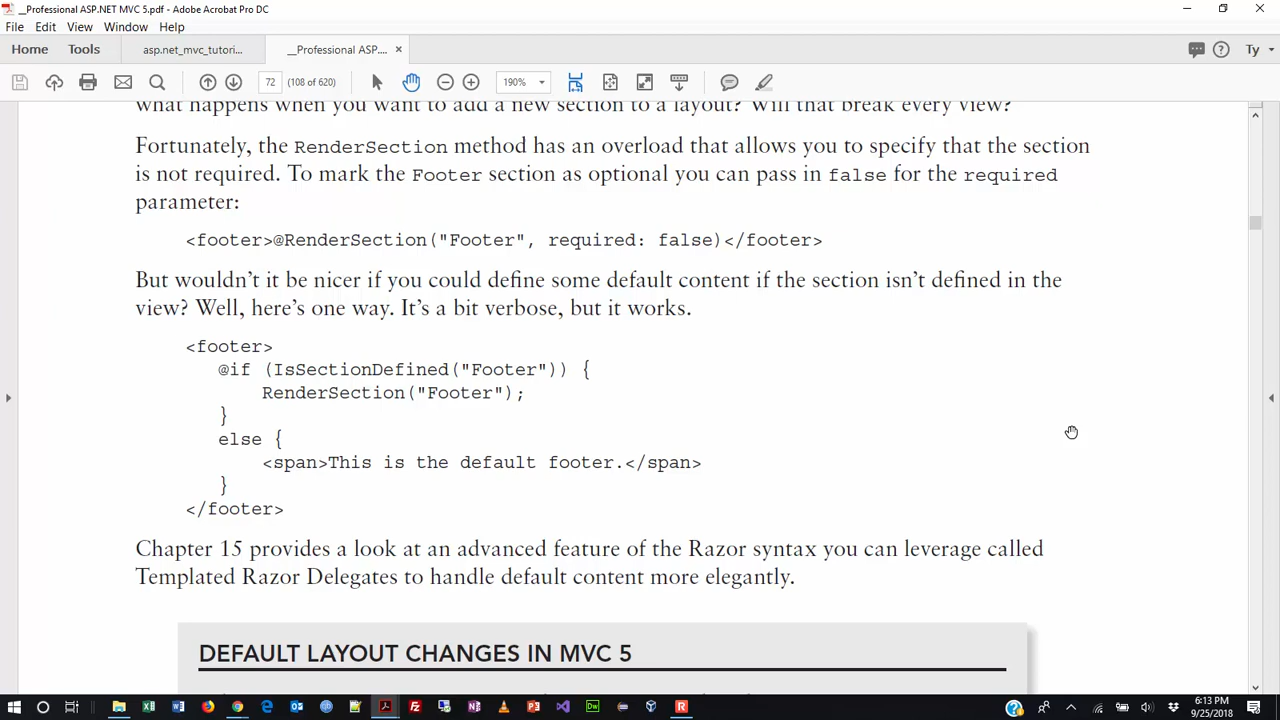 __Professional ASP.NET MVC 5.pdf - Adobe Acrobat Pro DC
File Edit View Window Help
Home Tools asp.net_mvc_tutori... __Professional ASP.... × Ty
72 (108 of 620) 190%
what happens when you want to add a new section to a layout? Will that break every view?
Fortunately, the RenderSection method has an overload that allows you to specify that the section
is not required. To mark the Footer section as optional you can pass in false for the required
parameter:
<footer>@RenderSection("Footer", required: false)</footer>
But wouldn't it be nicer if you could define some default content if the section isn't defined in the
view? Well, here's one way. It's a bit verbose, but it works.
<footer>
@if (IsSectionDefined("Footer")) {
RenderSection("Footer");
}
else {
<span>This is the default footer.</span>
}
</footer>
Chapter 15 provides a look at an advanced feature of the Razor syntax you can leverage called
Templated Razor Delegates to handle default content more elegantly.
DEFAULT LAYOUT CHANGES IN MVC 5
6:13 PM
9/25/2018